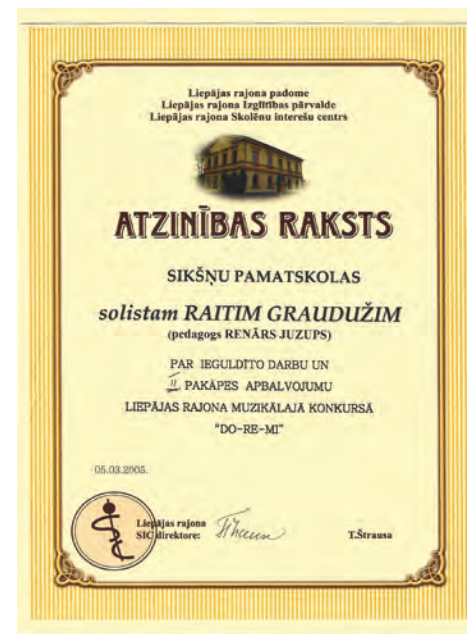 Liepājas rajona padome
Liepājas rajona Izglītības pārvalde
Liepājas rajona Skolēnu interešu centrs
ATZINĪBAS RAKSTS
SIKŠŅU PAMATSKOLAS
solistam RAITIM GRAUDUŽIM
(pedagogs RENĀRS JUZUPS)
PAR IEGULDĪTO DARBU UN
II PAKĀPES APBALVOJUMU
LIEPĀJAS RAJONA MUZIKĀLAJĀ KONKURSĀ
"DO-RE-MI"
05.03.2005.
Liepājas rajona
SIC direktore: T.Štrausa